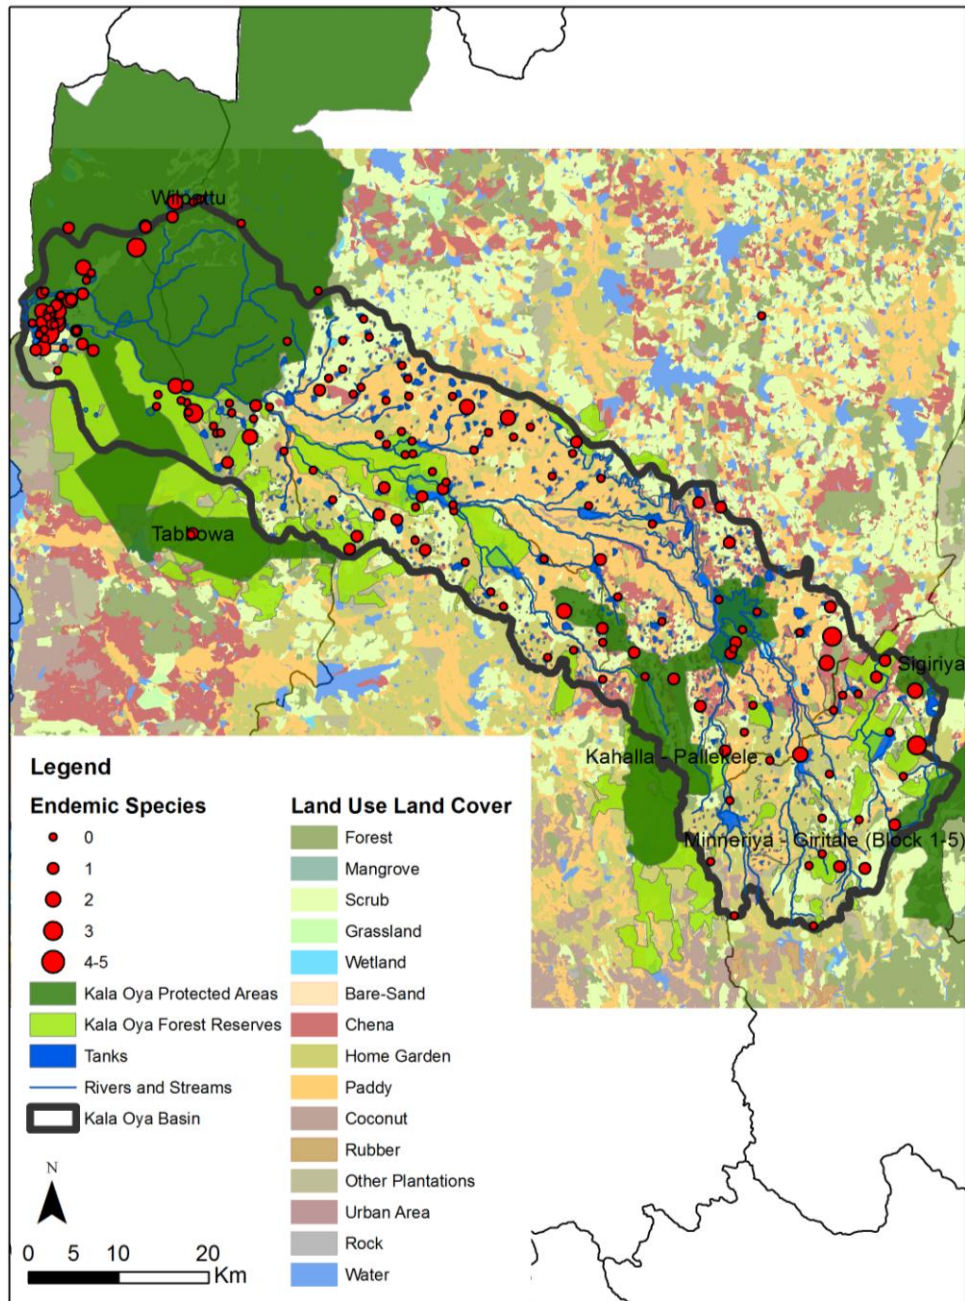 Wilpattu
Tabbowa
Sigiriya
Kahalla - Pallekele
Minneriya - Giritale (Block 1-5)
Legend
Endemic Species
0
1
2
3
4-5
Kala Oya Protected Areas
Kala Oya Forest Reserves
Tanks
Rivers and Streams
Kala Oya Basin
Land Use Land Cover
Forest
Mangrove
Scrub
Grassland
Wetland
Bare-Sand
Chena
Home Garden
Paddy
Coconut
Rubber
Other Plantations
Urban Area
Rock
Water
N
0 5 10 20
Km